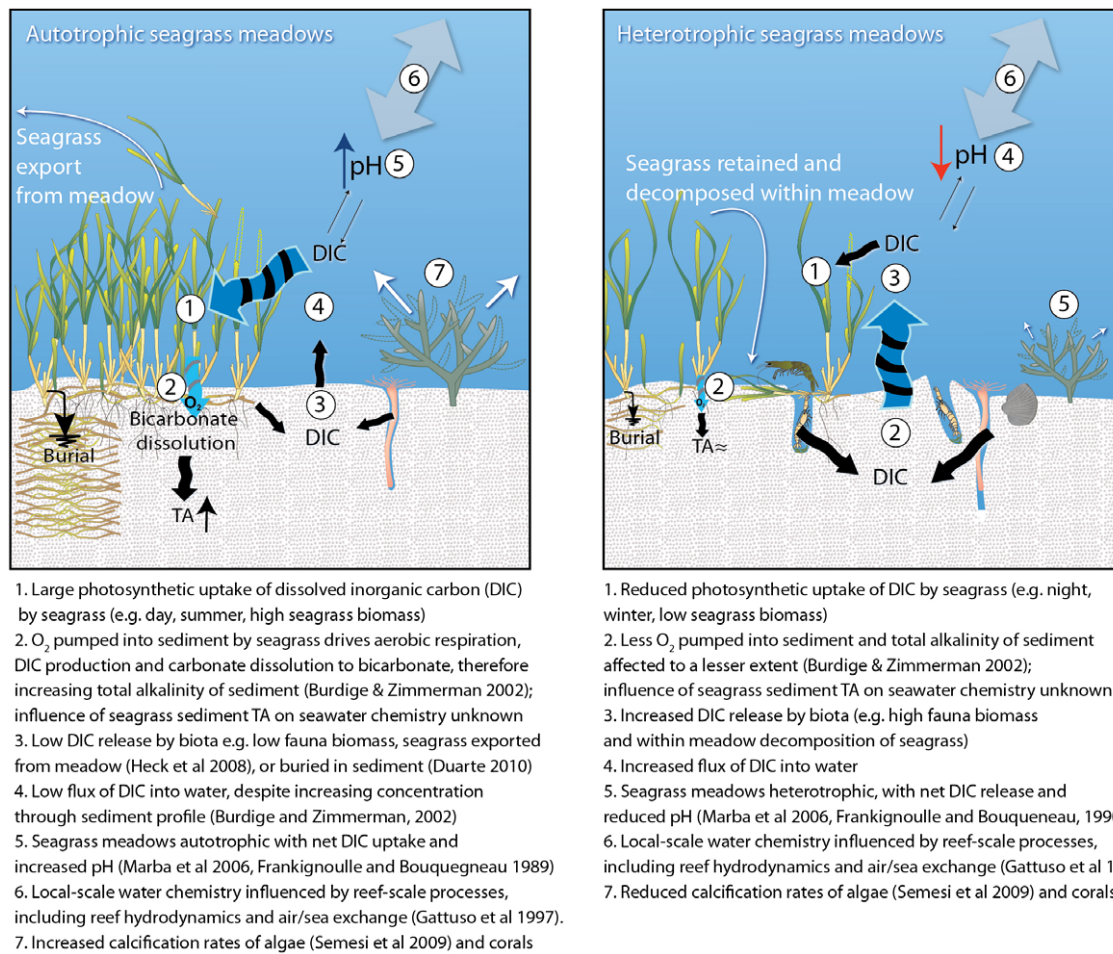 Autotrophic seagrass meadows
6
Seagrass
export
from meadow
pH 5
DIC
7
1
4
2
O2
Bicarbonate
dissolution
3
DIC
Burial
TA
1. Large photosynthetic uptake of dissolved inorganic carbon (DIC)
by seagrass (e.g. day, summer, high seagrass biomass)
2. O2 pumped into sediment by seagrass drives aerobic respiration,
DIC production and carbonate dissolution to bicarbonate, therefore
increasing total alkalinity of sediment (Burdige & Zimmerman 2002);
influence of seagrass sediment TA on seawater chemistry unknown
3. Low DIC release by biota e.g. low fauna biomass, seagrass exported
from meadow (Heck et al 2008), or buried in sediment (Duarte 2010)
4. Low flux of DIC into water, despite increasing concentration
through sediment profile (Burdige and Zimmerman, 2002)
5. Seagrass meadows autotrophic with net DIC uptake and
increased pH (Marba et al 2006, Frankignoulle and Bouquegneau 1989)
6. Local-scale water chemistry influenced by reef-scale processes,
including reef hydrodynamics and air/sea exchange (Gattuso et al 1997).
7. Increased calcification rates of algae (Semesi et al 2009) and corals
Heterotrophic seagrass meadows
6
pH 4
Seagrass retained and
decomposed within meadow
DIC
1
3
5
2
O2
Burial
TA≈
2
DIC
1. Reduced photosynthetic uptake of DIC by seagrass (e.g. night,
winter, low seagrass biomass)
2. Less O2 pumped into sediment and total alkalinity of sediment
affected to a lesser extent (Burdige & Zimmerman 2002);
influence of seagrass sediment TA on seawater chemistry unknown
3. Increased DIC release by biota (e.g. high fauna biomass
and within meadow decomposition of seagrass)
4. Increased flux of DIC into water
5. Seagrass meadows heterotrophic, with net DIC release and
reduced pH (Marba et al 2006, Frankignoulle and Bouqueneau, 199
6. Local-scale water chemistry influenced by reef-scale processes,
including reef hydrodynamics and air/sea exchange (Gattuso et al 1
7. Reduced calcification rates of algae (Semesi et al 2009) and corals